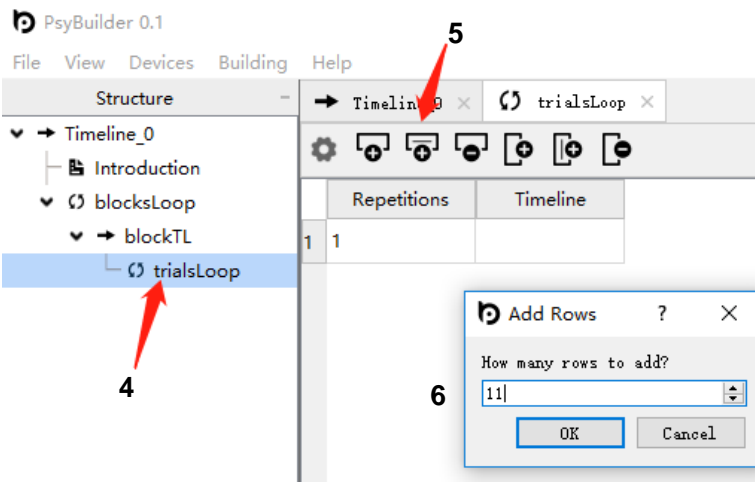 PsyBuilder 0.1
5
File View Devices Building Help
Structure
Timeline_0
trialsLoop
Timeline_0
Introduction
blocksLoop
blockTL
trialsLoop
Repetitions Timeline
1 1
4
Add Rows ?
How many rows to add?
6
11
OK Cancel